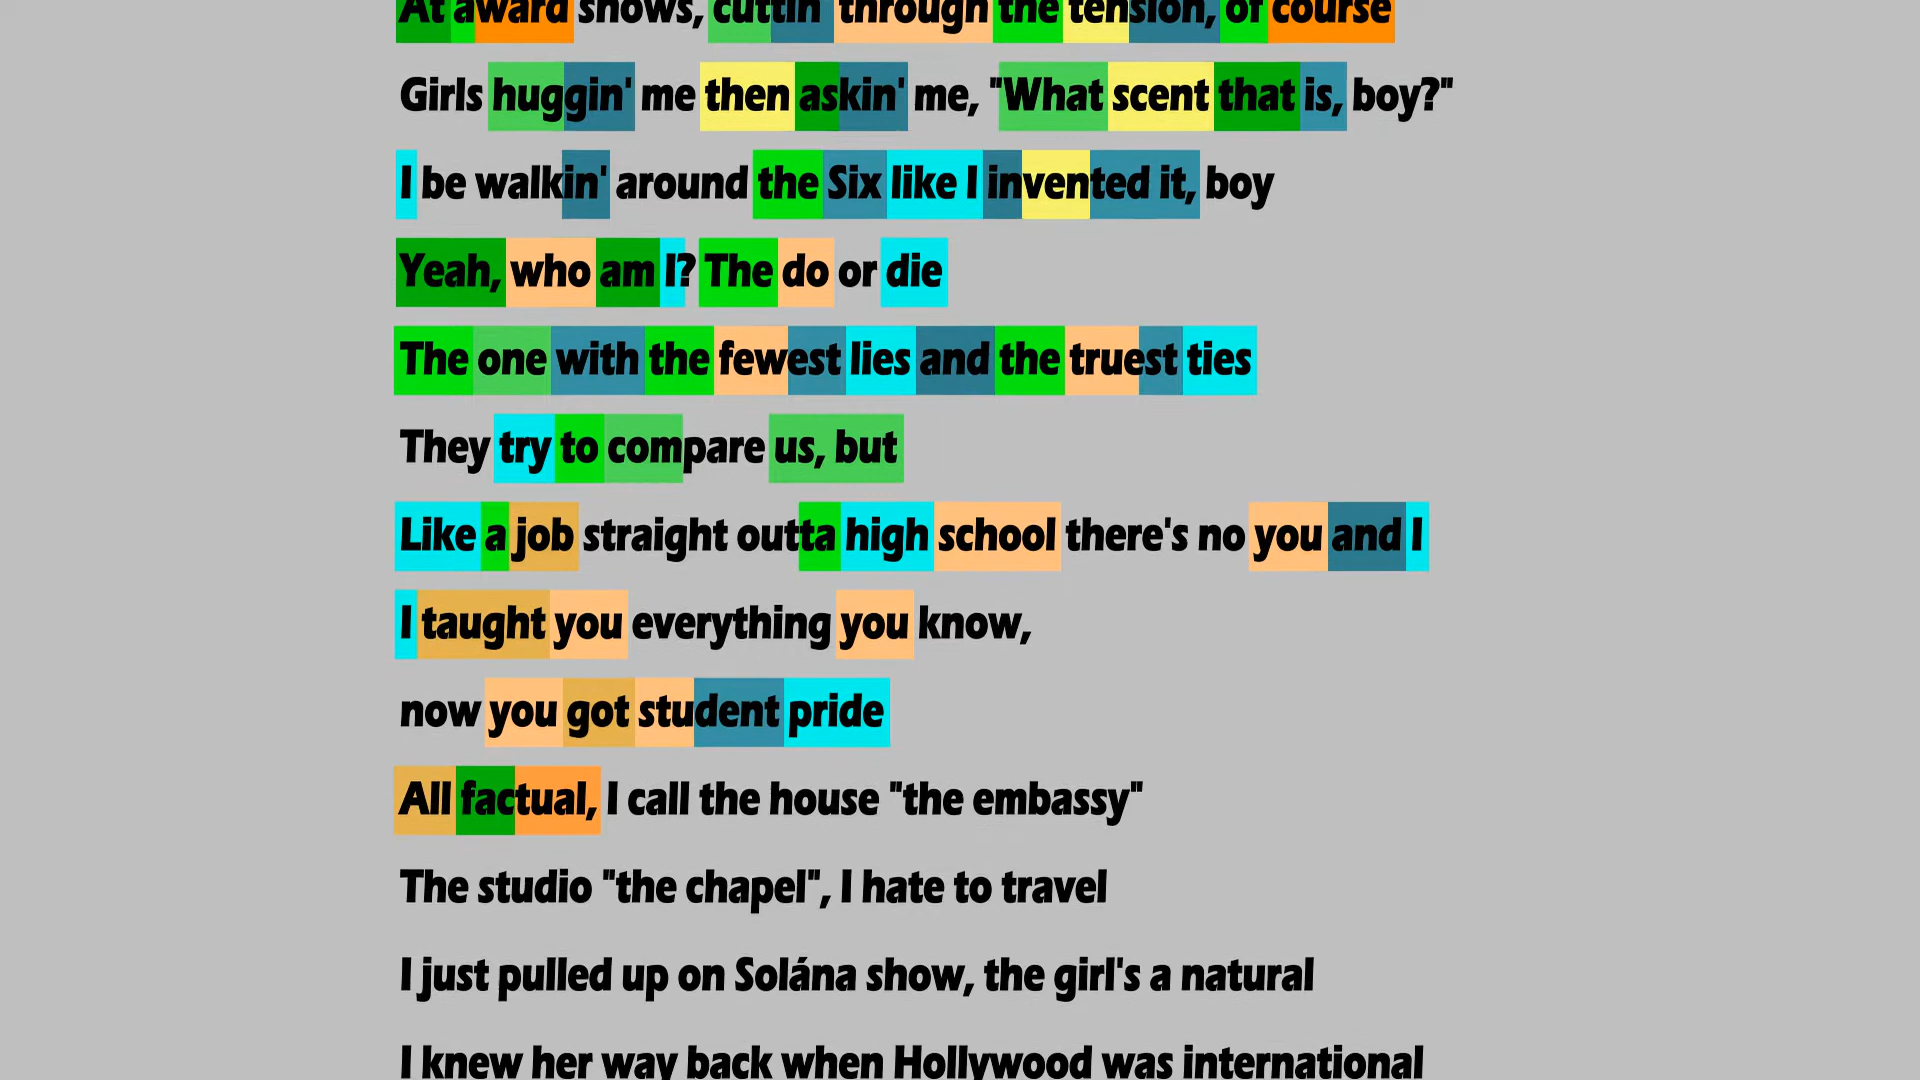 At award shows, cuttin' through the tension, of course
Girls huggin' me then askin' me, "What scent that is, boy?"
I be walkin' around the Six like I invented it, boy
Yeah, who am I? The do or die
The one with the fewest lies and the truest ties
They try to compare us, but
Like a job straight outta high school there's no you and I
I taught you everything you know,
now you got student pride
All factual, I call the house "the embassy"
The studio "the chapel", I hate to travel
I just pulled up on Solána show, the girl's a natural
I knew her way back when Hollywood was international